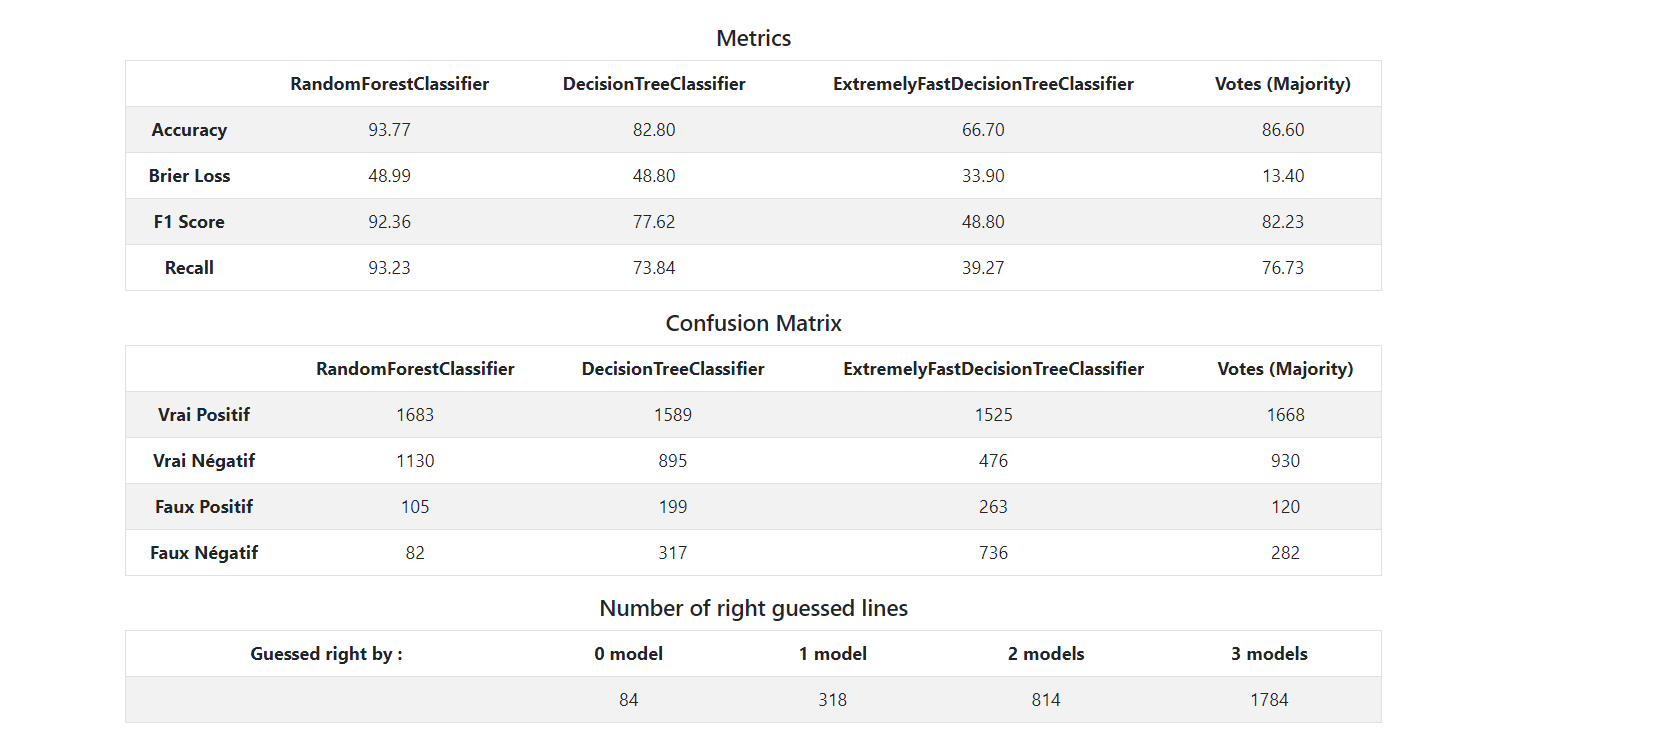 Metrics
RandomForestClassifier DecisionTreeClassifier ExtremelyFastDecisionTreeClassifier Votes (Majority)
Accuracy 93.77 82.80 66.70 86.60
Brier Loss 48.99 48.80 33.90 13.40
F1 Score 92.36 77.62 48.80 82.23
Recall 93.23 73.84 39.27 76.73
Confusion Matrix
RandomForestClassifier DecisionTreeClassifier ExtremelyFastDecisionTreeClassifier Votes (Majority)
Vrai Positif 1683 1589 1525 1668
Vrai Négatif 1130 895 476 930
Faux Positif 105 199 263 120
Faux Négatif 82 317 736 282
Number of right guessed lines
Guessed right by : 0 model 1 model 2 models 3 models
84 318 814 1784